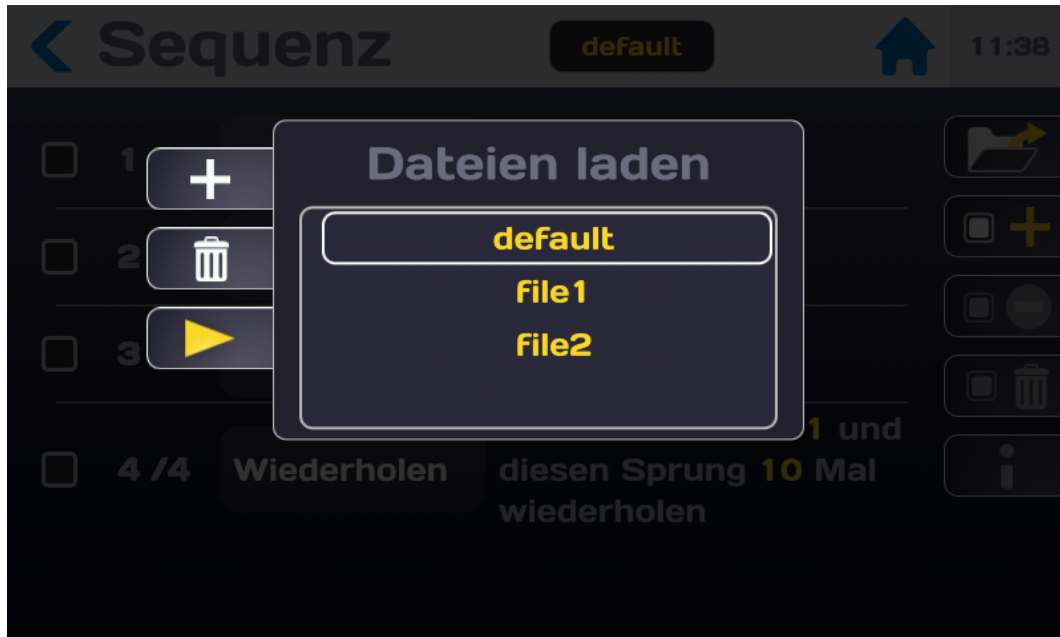 Sequenz
default
11:38
Dateien laden
default
file1
file2
1
2
3
1 und
4 /4 Wiederholen diesen Sprung 10 Mal
wiederholen